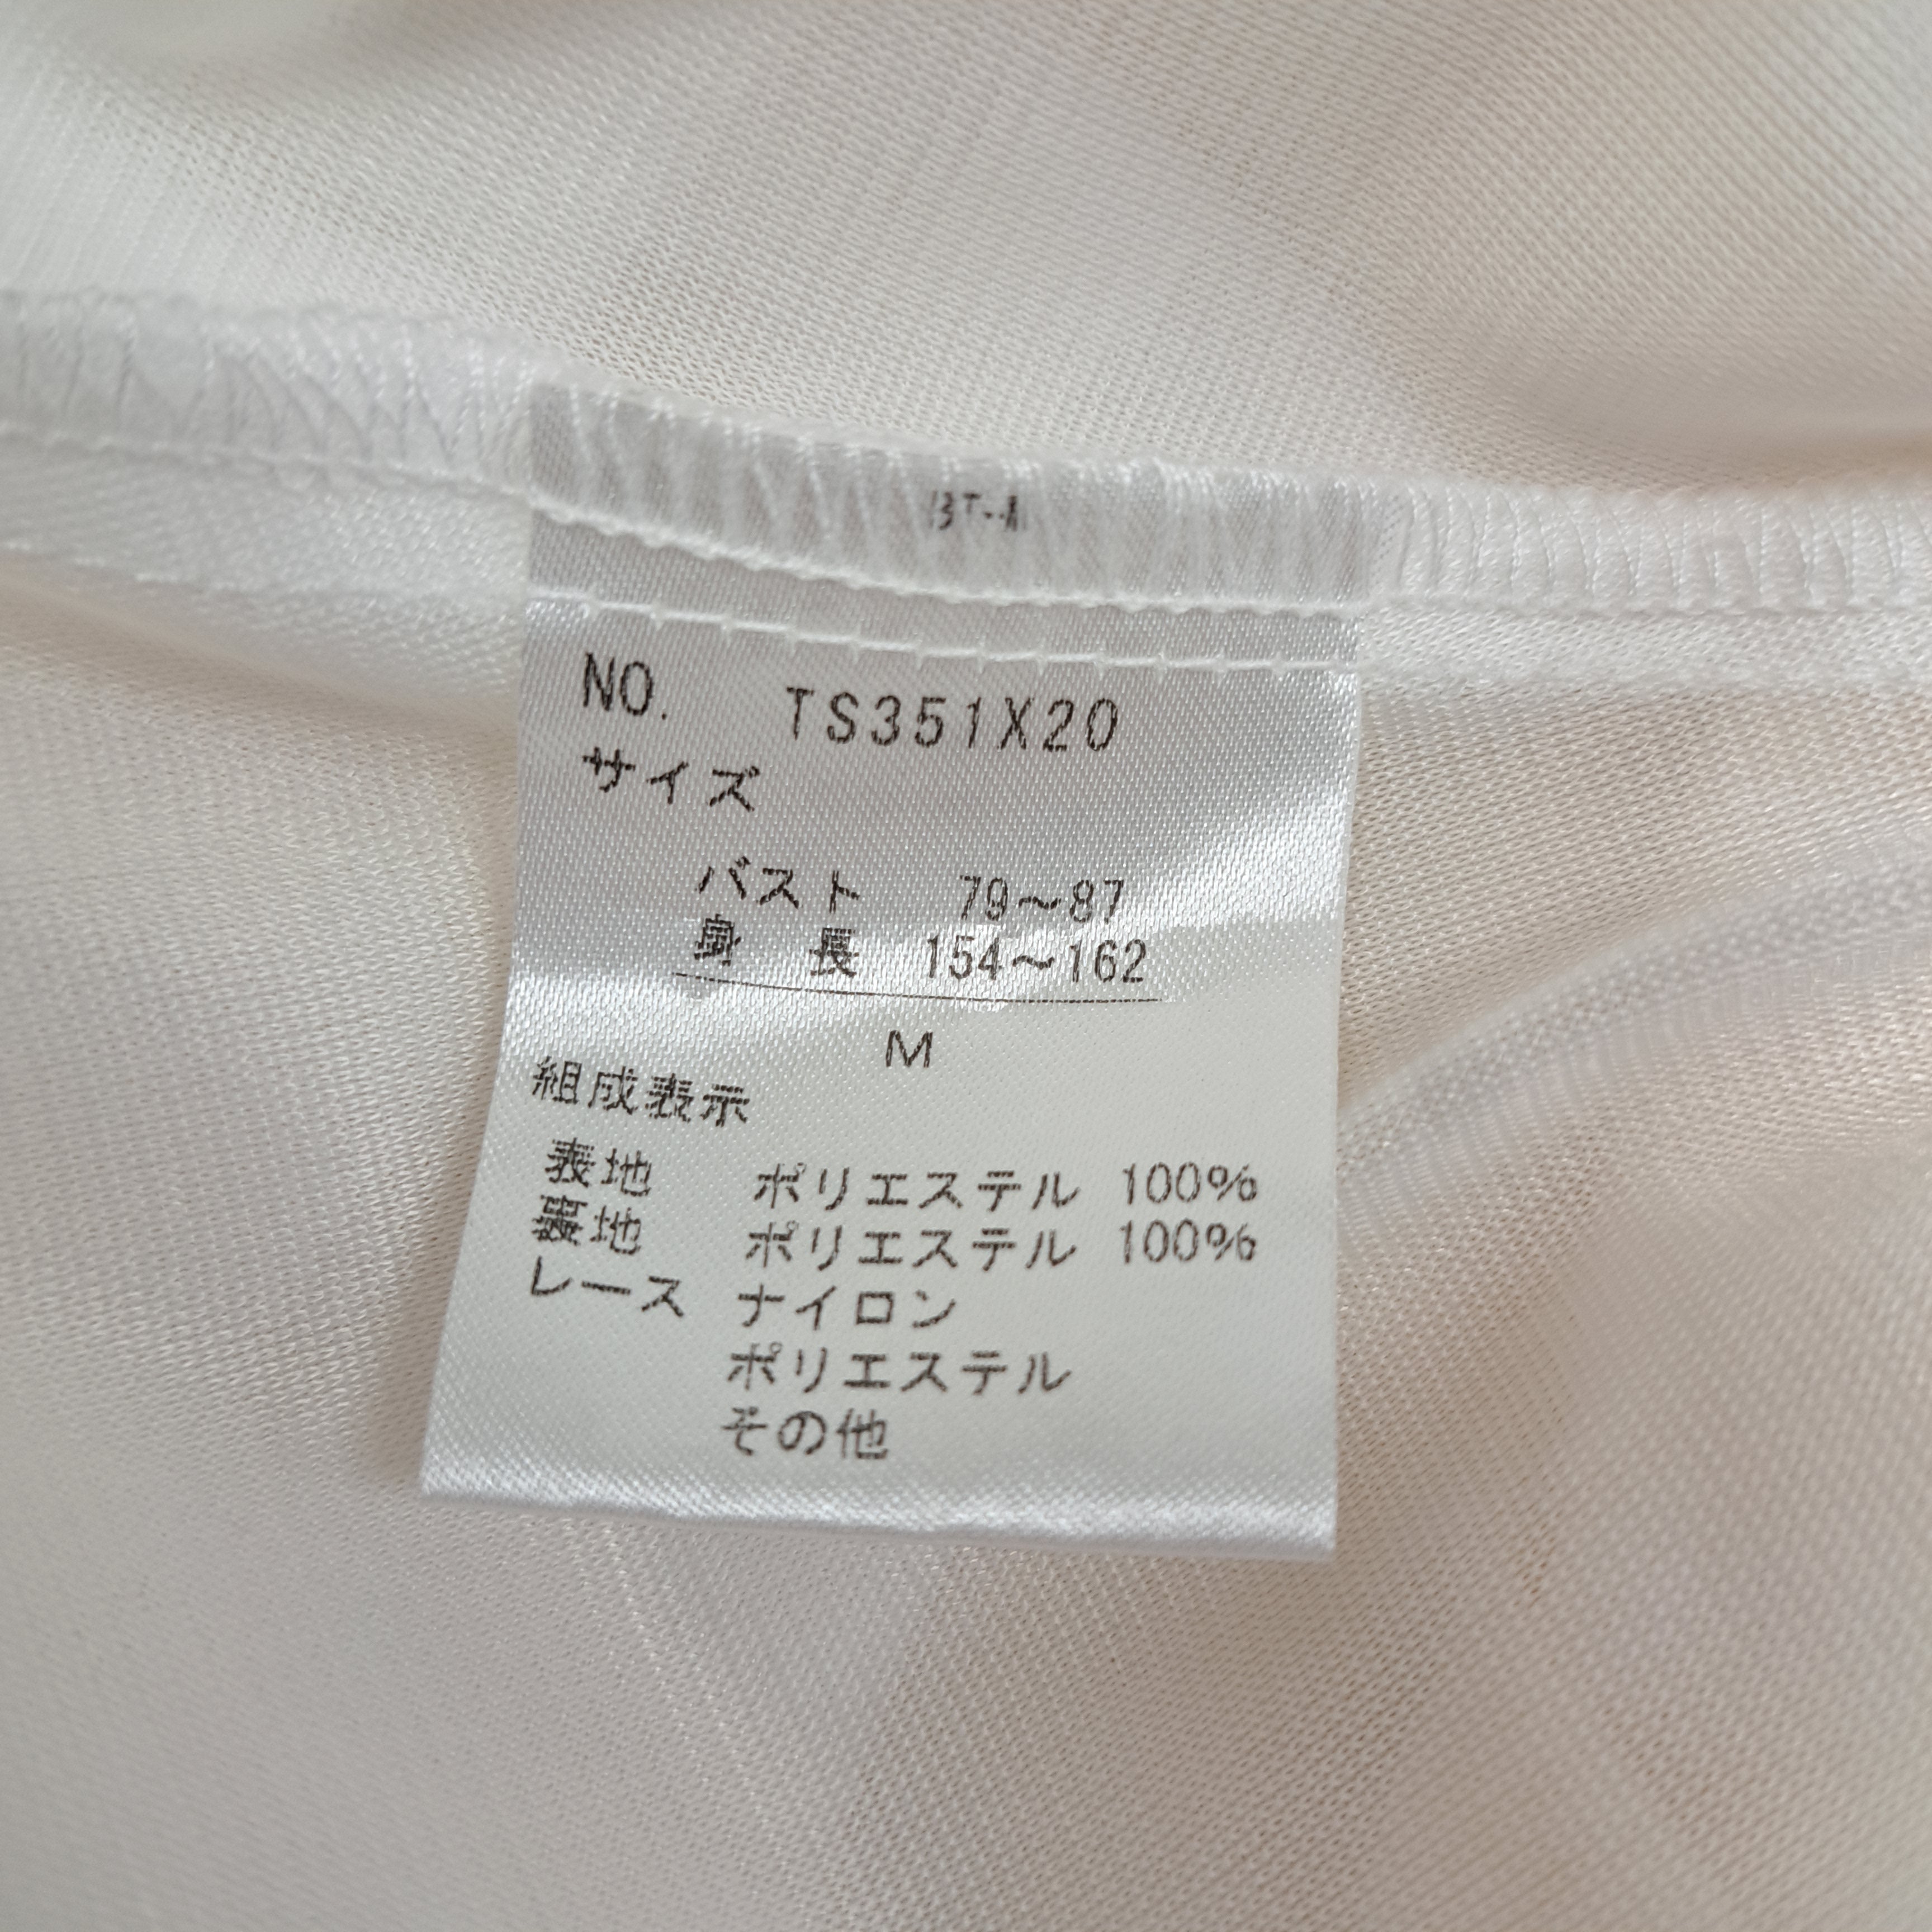 NO. TS351X20
サイズ
バスト 79～87
身 長 154～162
M
組成表示
表地 ポリエステル 100%
裏地 ポリエステル 100%
レース ナイロン
ポリエステル
その他